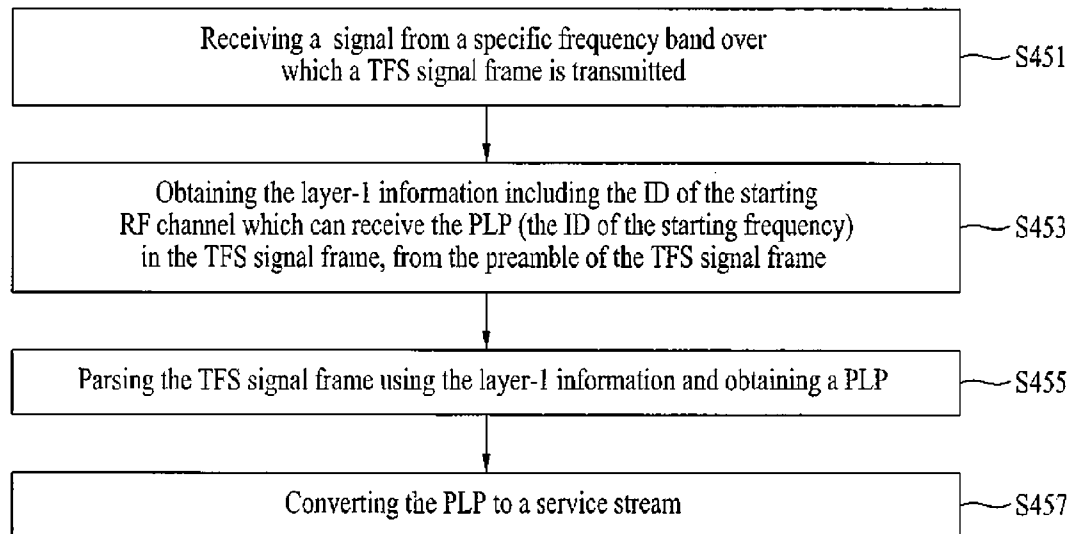 Receiving a signal from a specific frequency band over
which a TFS signal frame is transmitted
S451
Obtaining the layer-1 information including the ID of the starting
RF channel which can receive the PLP (the ID of the starting frequency)
in the TFS signal frame, from the preamble of the TFS signal frame
S453
Parsing the TFS signal frame using the layer-1 information and obtaining a PLP
S455
Converting the PLP to a service stream
S457